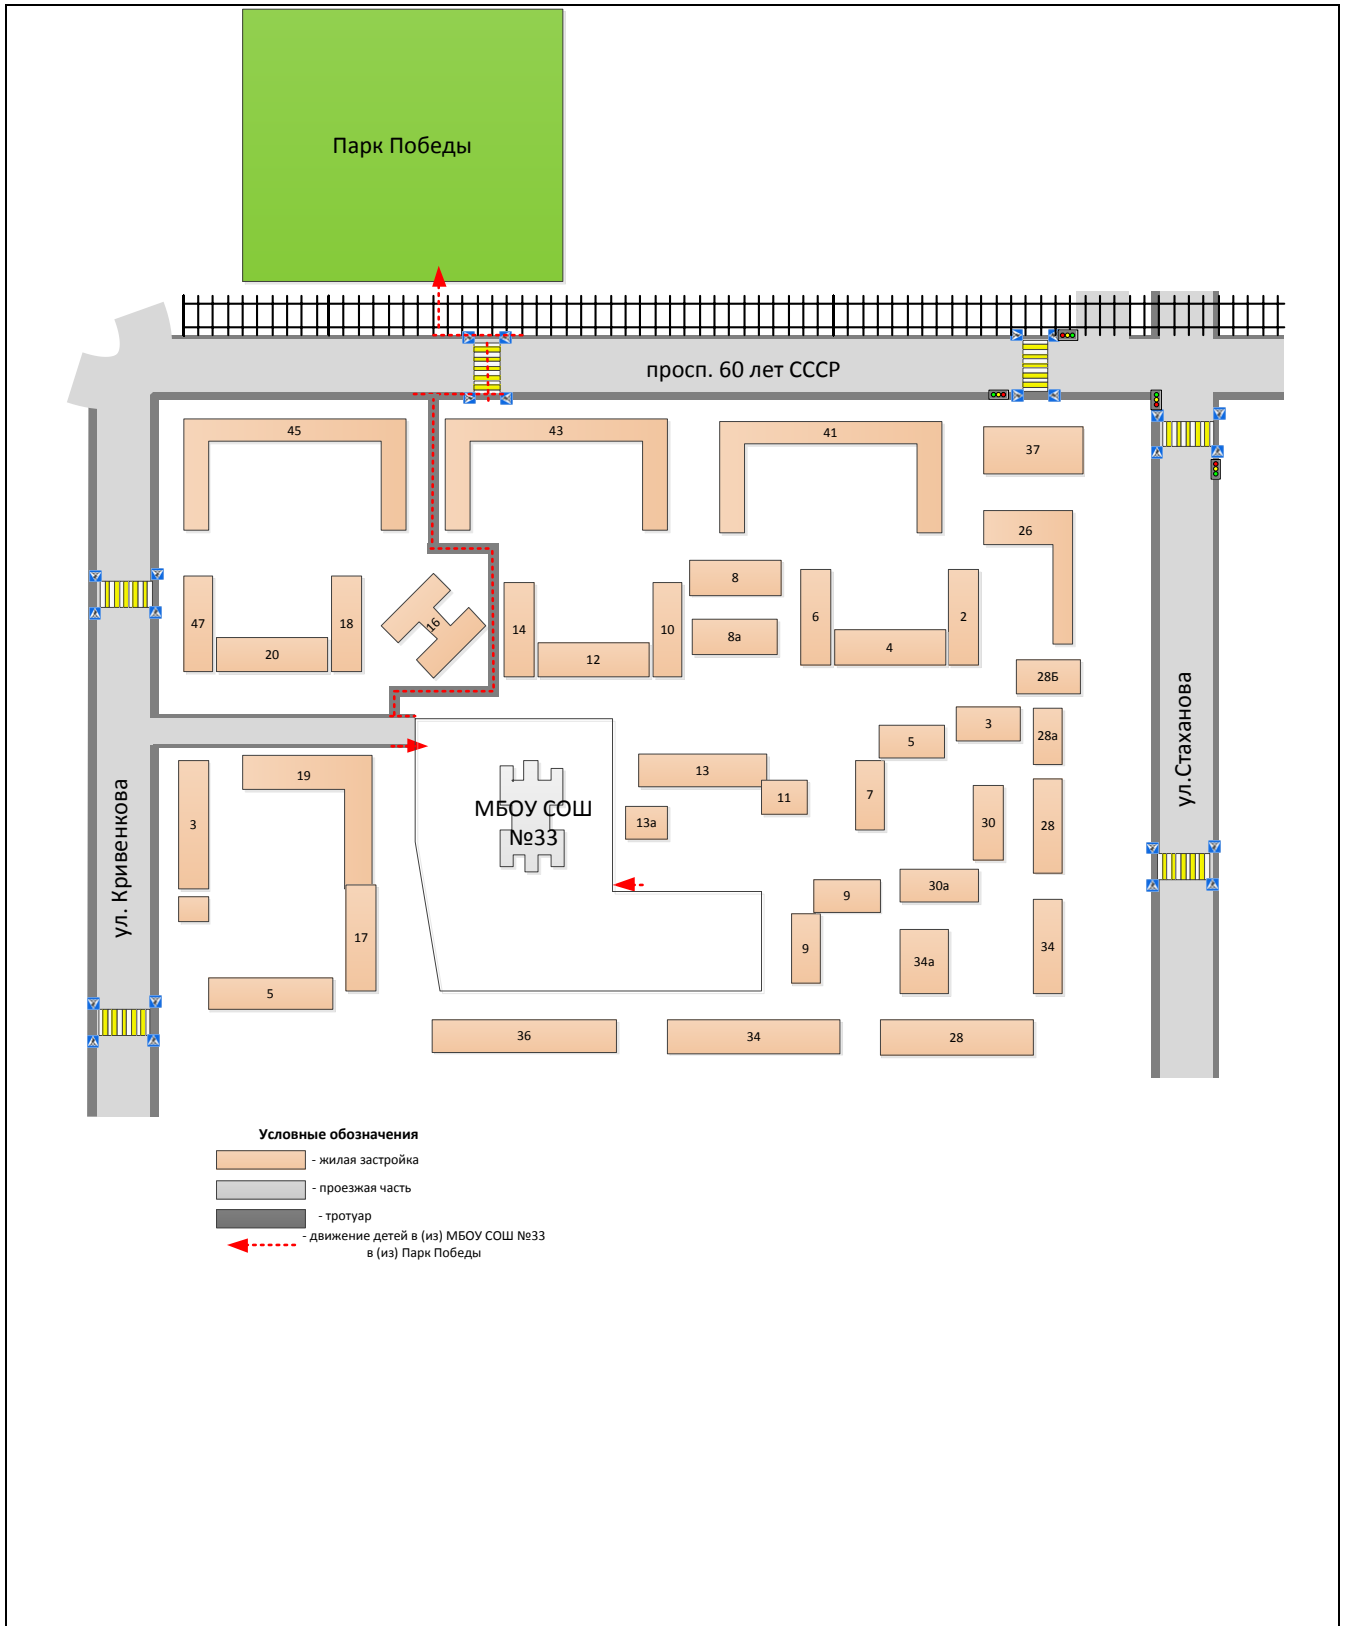 Парк Победы
просп. 60 лет СССР
45
43
41
37
26
8
47
18
16
14
10
6
2
8а
20
12
4
28Б
ул.Стаханова
3
28а
5
19
13
11
7
ул. Кривенкова
3
МБОУ СОШ
№33
13а
30
28
9
30а
17
9
34а
34
5
36
34
28
Условные обозначения
- жилая застройка
- проезжая часть
- тротуар
- движение детей в (из) МБОУ СОШ №33
в (из) Парк Победы